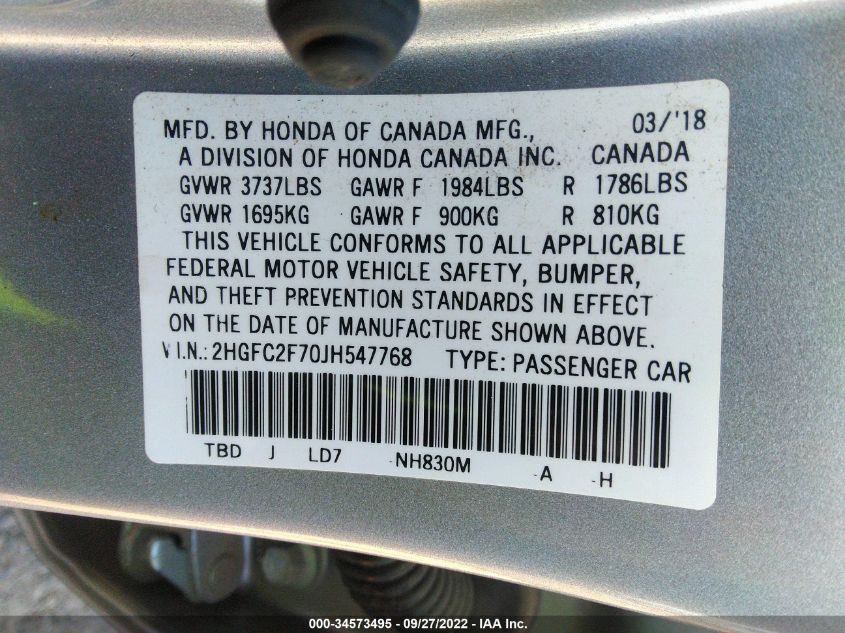 MFD. BY HONDA OF CANADA MFG., 03/'18
A DIVISION OF HONDA CANADA INC. CANADA
GVWR 3737LBS GAWR F 1984LBS R 1786LBS
GVWR 1695KG GAWR F 900KG R 810KG
THIS VEHICLE CONFORMS TO ALL APPLICABLE
FEDERAL MOTOR VEHICLE SAFETY, BUMPER,
AND THEFT PREVENTION STANDARDS IN EFFECT
ON THE DATE OF MANUFACTURE SHOWN ABOVE.
V.I.N.: 2HGFC2F70JH547768 TYPE: PASSENGER CAR
TBD J LD7 -NH830M -A -H
000-34573495 - 09/27/2022 - IAA Inc.